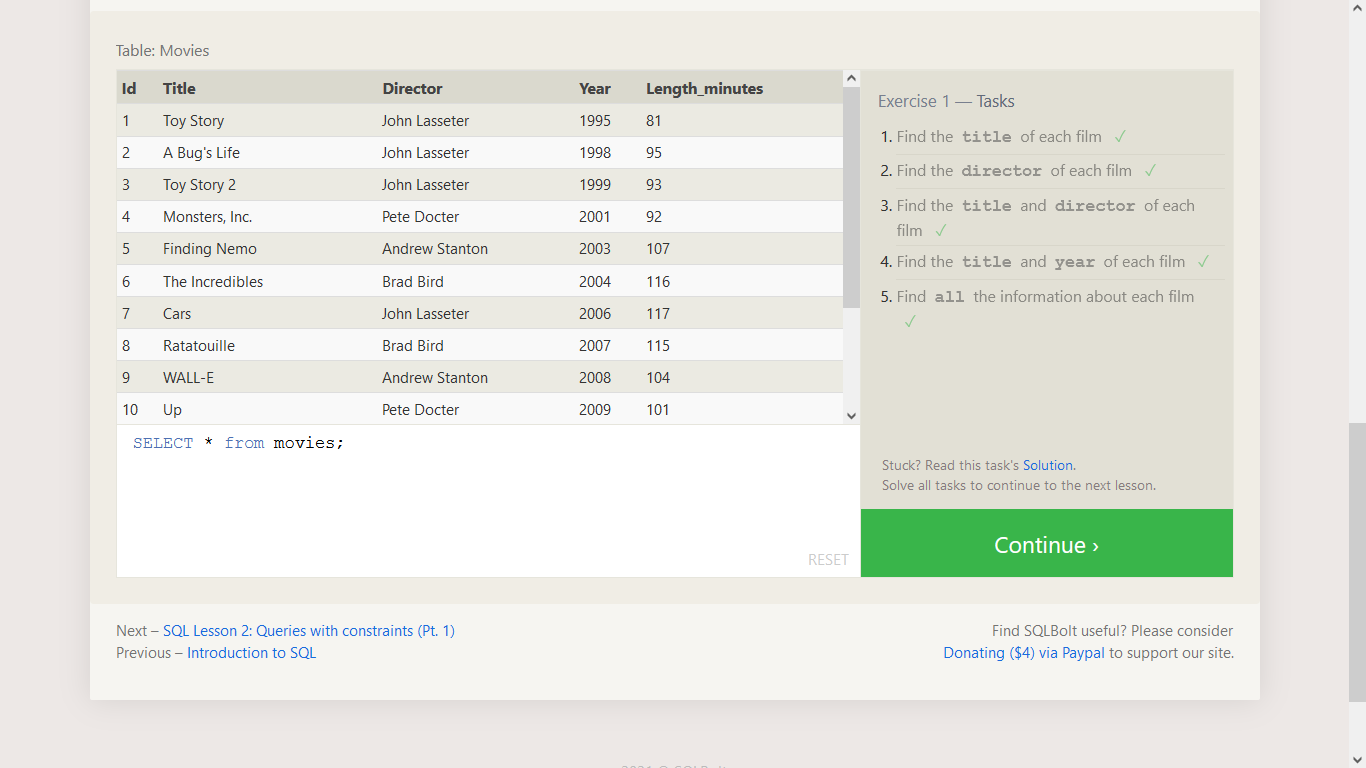 Table: Movies
Id Title Director Year Length_minutes
1 Toy Story John Lasseter 1995 81
2 A Bug's Life John Lasseter 1998 95
3 Toy Story 2 John Lasseter 1999 93
4 Monsters, Inc. Pete Docter 2001 92
5 Finding Nemo Andrew Stanton 2003 107
6 The Incredibles Brad Bird 2004 116
7 Cars John Lasseter 2006 117
8 Ratatouille Brad Bird 2007 115
9 WALL-E Andrew Stanton 2008 104
10 Up Pete Docter 2009 101
SELECT * from movies;
RESET
Exercise 1 — Tasks
1. Find the title of each film ✓
2. Find the director of each film ✓
3. Find the title and director of each
film ✓
4. Find the title and year of each film ✓
5. Find all the information about each film
✓
Stuck? Read this task's Solution.
Solve all tasks to continue to the next lesson.
Continue ›
Next – SQL Lesson 2: Queries with constraints (Pt. 1)
Previous – Introduction to SQL
Find SQLBolt useful? Please consider
Donating ($4) via Paypal to support our site.